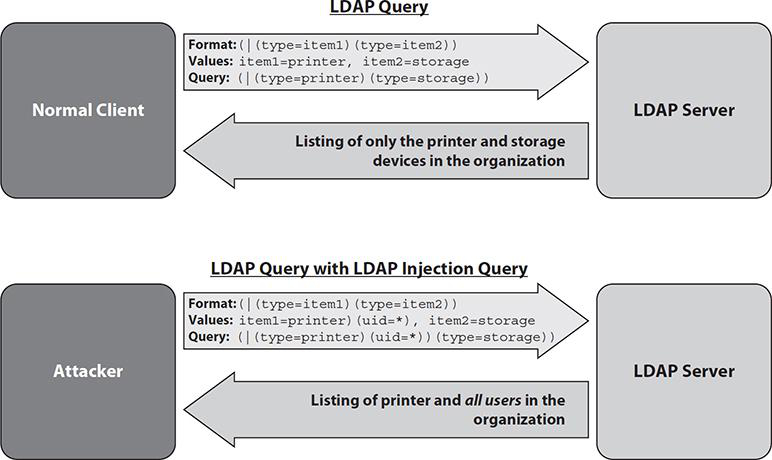 LDAP Query
Normal Client
Format:(|(type=item1)(type=item2))
Values: item1=printer, item2=storage
Query: (|(type=printer)(type=storage))
LDAP Server
Listing of only the printer and storage
devices in the organization
LDAP Query with LDAP Injection Query
Attacker
Format:(|(type=item1)(type=item2))
Values: item1=printer)(uid=*), item2=storage
Query: (|(type=printer)(uid=*))(type=storage))
LDAP Server
Listing of printer and all users in the
organization